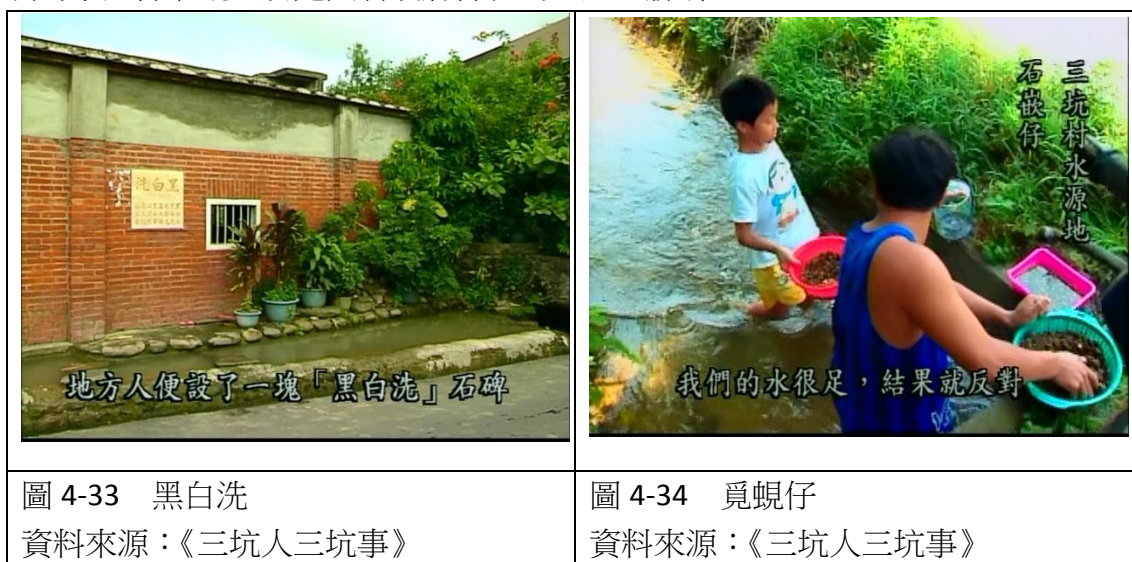 黑白洗
地方人便設了一塊「黑白洗」石碑
三坑村水源地
石嵌仔
我們的水很足,結果就反對
圖 4-33 黑白洗
資料來源:《三坑人三坑事》
圖 4-34 覓蜆仔
資料來源:《三坑人三坑事》